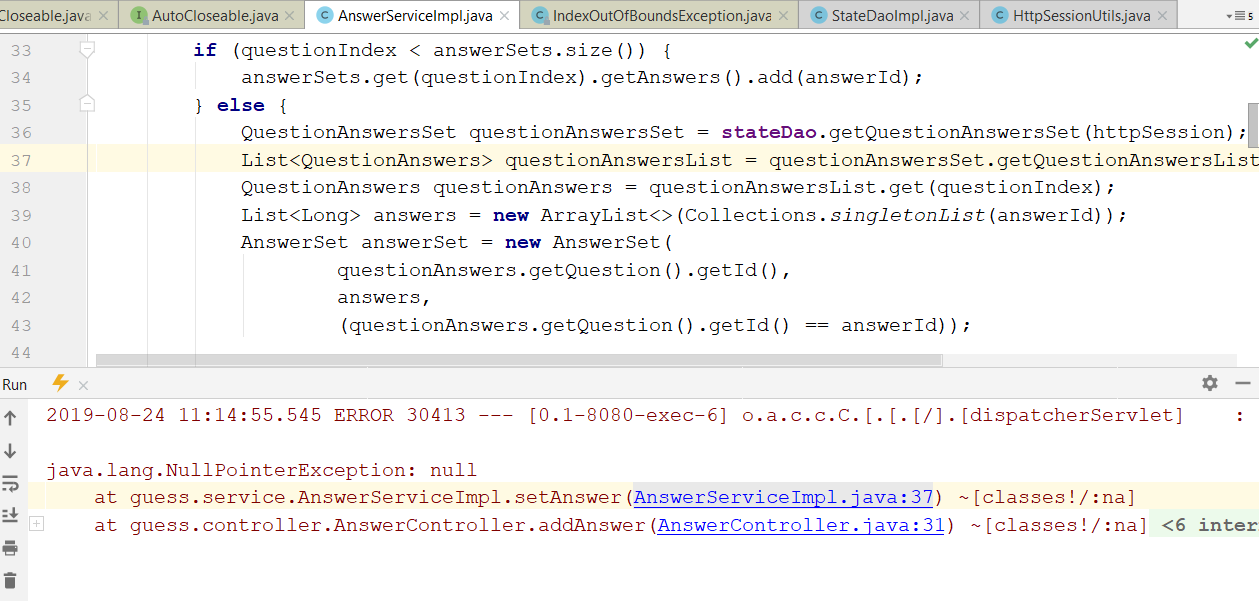 Closeable.java AutoCloseable.java AnswerServiceImpl.java IndexOutOfBoundsException.java StateDaoImpl.java HttpSessionUtils.java 5
33 if (questionIndex < answerSets.size()) {
34 answerSets.get(questionIndex).getAnswers().add(answerId);
35 } else {
36 QuestionAnswersSet questionAnswersSet = stateDao.getQuestionAnswersSet(httpSession);
37 List<QuestionAnswers> questionAnswersList = questionAnswersSet.getQuestionAnswersList
38 QuestionAnswers questionAnswers = questionAnswersList.get(questionIndex);
39 List<Long> answers = new ArrayList<>(Collections.singletonList(answerId));
40 AnswerSet answerSet = new AnswerSet(
41 questionAnswers.getQuestion().getId(),
42 answers,
43 (questionAnswers.getQuestion().getId() == answerId));
44
Run
2019-08-24 11:14:55.545 ERROR 30413 --- [0.1-8080-exec-6] o.a.c.c.C.[.[.[/].[dispatcherServlet] :
java.lang.NullPointerException: null
at guess.service.AnswerServiceImpl.setAnswer(AnswerServiceImpl.java:37) ~[classes!/:na]
at guess.controller.AnswerController.addAnswer(AnswerController.java:31) ~[classes!/:na] <6 inter